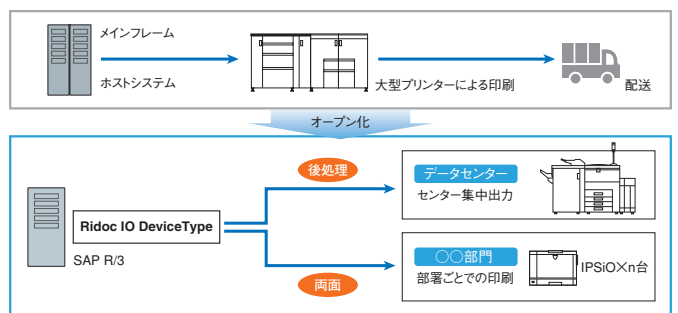 メインフレーム
ホストシステム
大型プリンターによる印刷
配送
オープン化
後処理
データセンター
センター集中出力
Ridoc IO DeviceType
SAP R/3
〇〇部門
部署ごとでの印刷
IPSiO×n台
両面